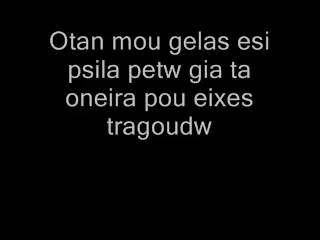 Otan mou gelas esi
psila petw gia ta
oneira pou eixes
tragoudw